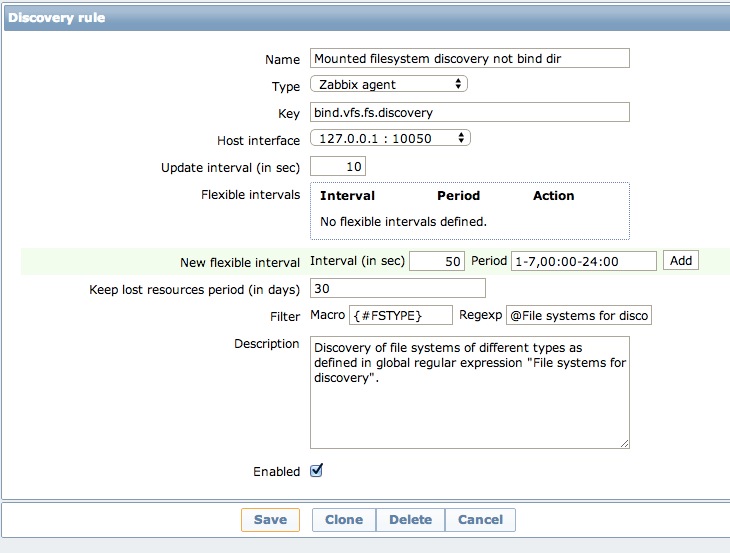 Discovery rule
Name Mounted filesystem discovery not bind dir
Type Zabbix agent
Key bind.vfs.fs.discovery
Host interface 127.0.0.1 : 10050
Update interval (in sec) 10
Flexible intervals Interval Period Action
No flexible intervals defined.
New flexible interval Interval (in sec) 50 Period 1-7,00:00-24:00 Add
Keep lost resources period (in days) 30
Filter Macro {#FSTYPE} Regexp @File systems for disco
Description Discovery of file systems of different types as
defined in global regular expression "File systems for
discovery".
Enabled
Save Clone Delete Cancel